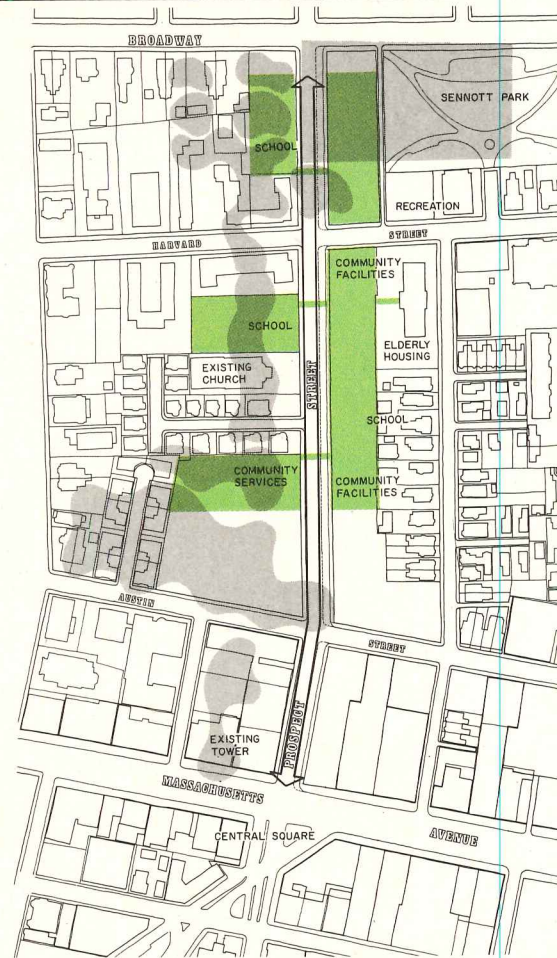 BROADWAY
SENNOTT PARK
SCHOOL
RECREATION
HARVARD
STREET
COMMUNITY
FACILITIES
SCHOOL
ELDERLY
HOUSING
EXISTING
CHURCH
STREET
SCHOOL
COMMUNITY
SERVICES
COMMUNITY
FACILITIES
AUSTIN
STREET
PROSPECT
EXISTING
TOWER
MASSACHUSETTS
CENTRAL SQUARE
AVENUE